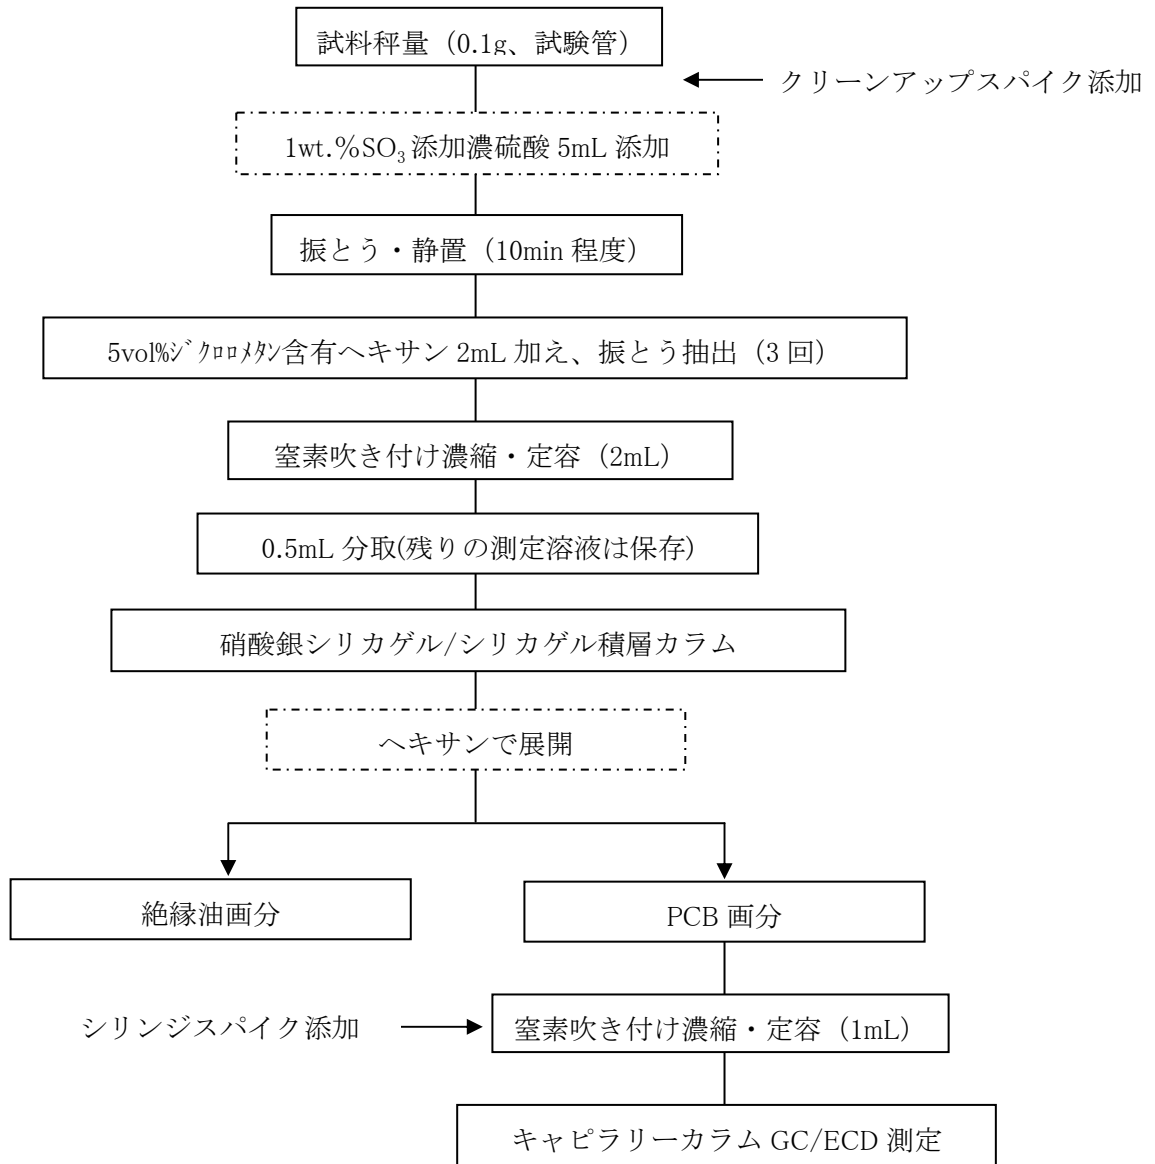 試料秤量（0.1g、試験管）
クリーンアップスパイク添加
1wt.％SO₃添加濃硫酸 5mL 添加
振とう・静置（10min 程度）
5vol%ｼﾞｸﾛﾛﾒﾀﾝ含有ヘキサン 2mL 加え、振とう抽出（3 回）
窒素吹き付け濃縮・定容（2mL）
0.5mL 分取(残りの測定溶液は保存)
硝酸銀シリカゲル/シリカゲル積層カラム
ヘキサンで展開
絶縁油画分
PCB 画分
シリンジスパイク添加
窒素吹き付け濃縮・定容（1mL）
キャピラリーカラム GC/ECD 測定